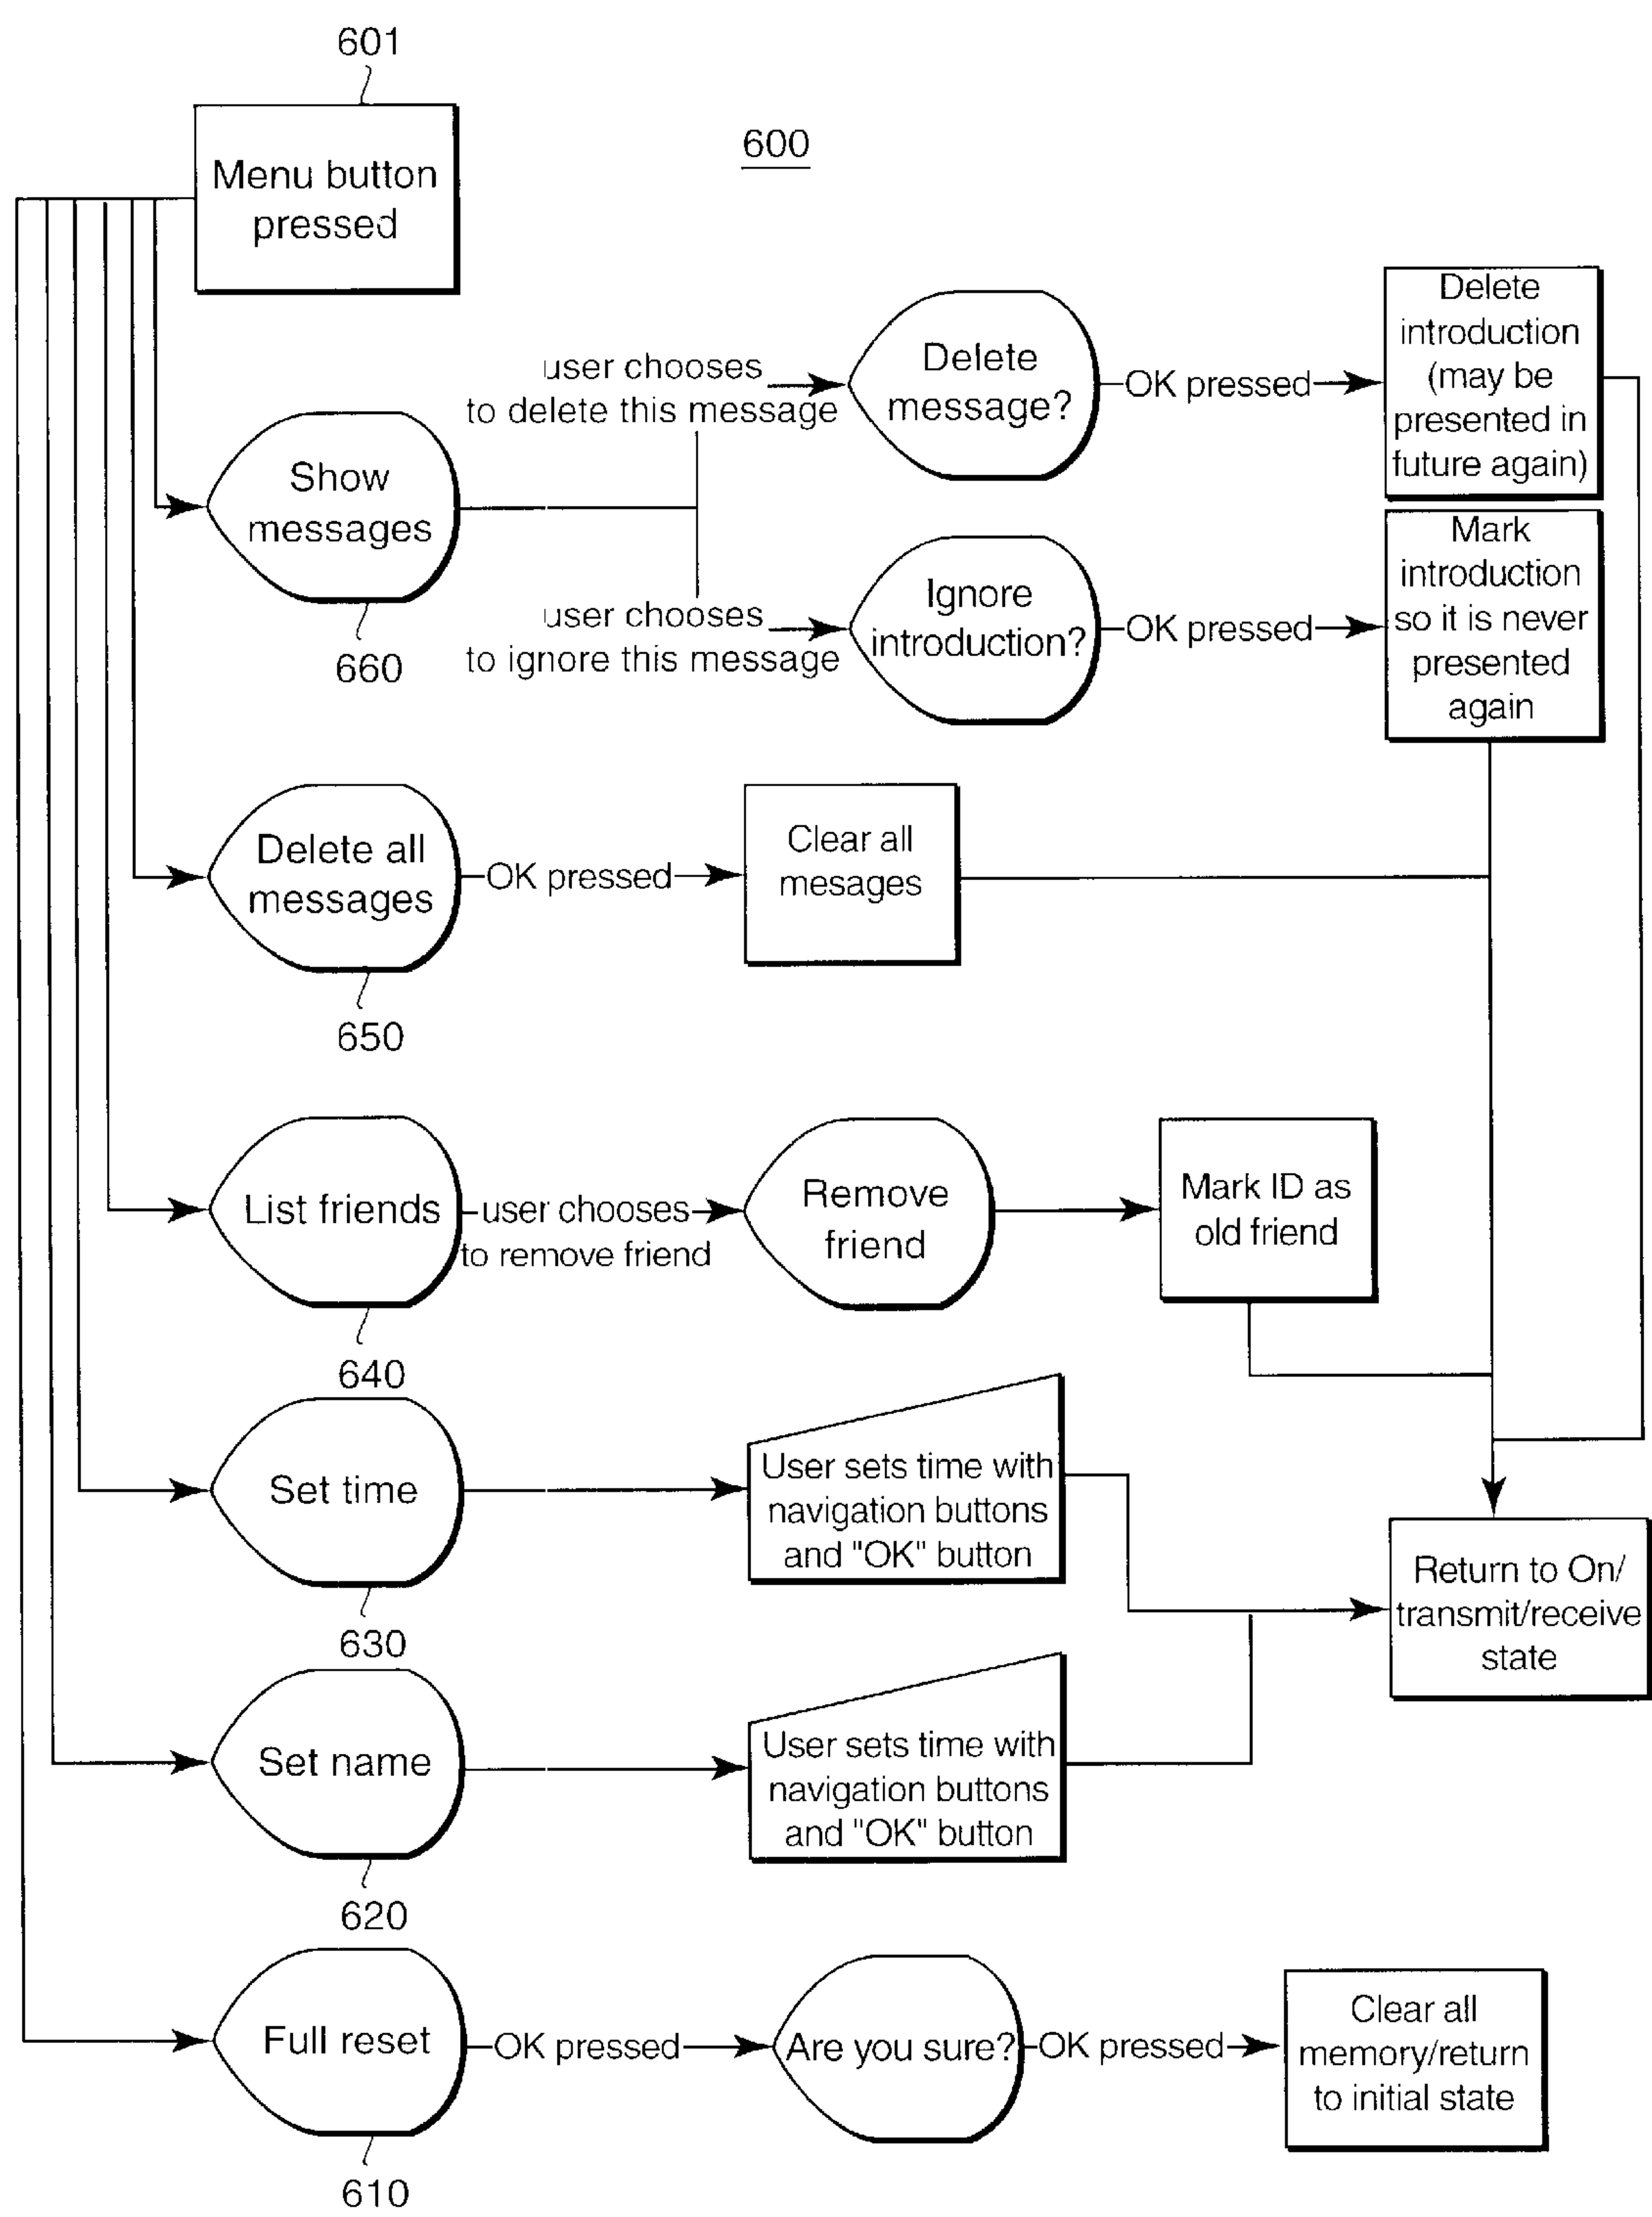 601
Menu button
pressed
600
user chooses
to delete this message
Delete
message?
OK pressed
Delete
introduction
(may be
presented in
future again)
Show
messages
660
user chooses
to ignore this message
Ignore
introduction?
OK pressed
Mark
introduction
so it is never
presented
again
Delete all
messages
650
OK pressed
Clear all
mesages
List friends
640
user chooses
to remove friend
Remove
friend
Mark ID as
old friend
Set time
630
User sets time with
navigation buttons
and "OK" button
Return to On/
transmit/receive
state
Set name
620
User sets time with
navigation buttons
and "OK" button
Full reset
610
OK pressed
Are you sure?
OK pressed
Clear all
memory/return
to initial state